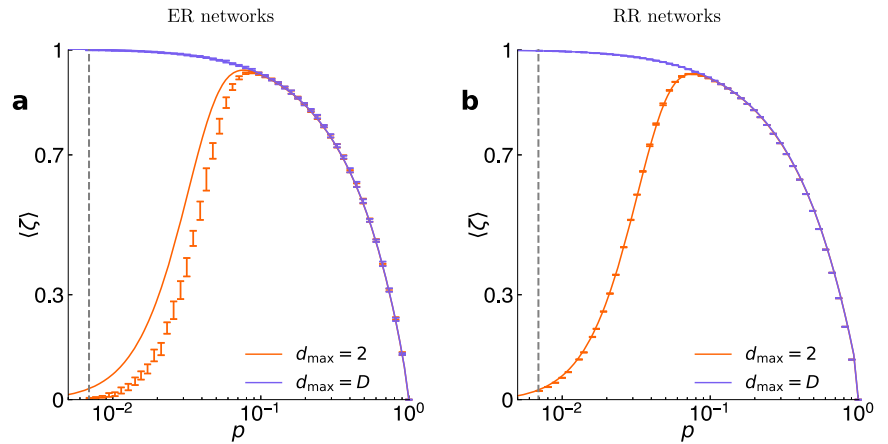 ER networks
RR networks
a
1
0.7
0.3
0
⟨ζ⟩
10⁻²
10⁻¹
10⁰
p
d_max = 2
d_max = D
b
1
0.7
0.3
0
⟨ζ⟩
10⁻²
10⁻¹
10⁰
p
d_max = 2
d_max = D